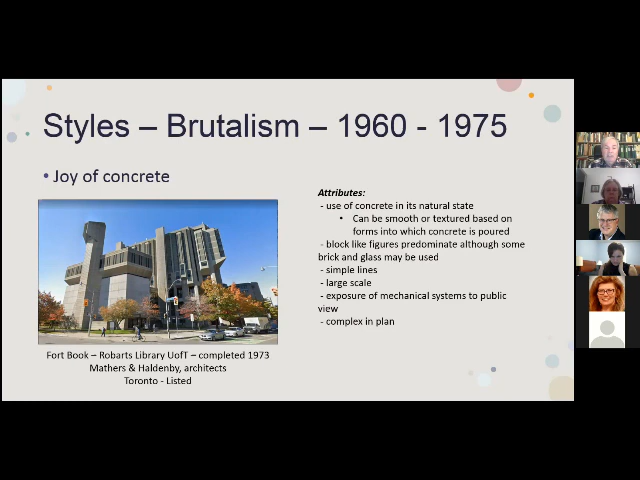 Styles – Brutalism – 1960 - 1975
• Joy of concrete
Attributes:
- use of concrete in its natural state
• Can be smooth or textured based on
forms into which concrete is poured
- block like figures predominate although some
brick and glass may be used
- simple lines
- large scale
- exposure of mechanical systems to public
view
- complex in plan
Fort Book – Robarts Library UofT – completed 1973
Mathers & Haldenby, architects
Toronto - Listed